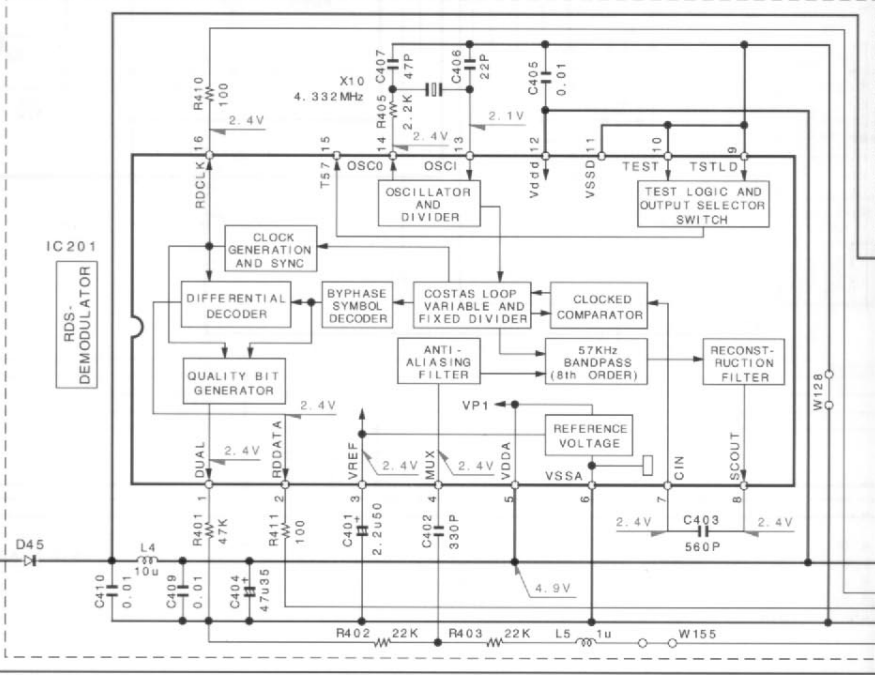 C407
47P
C406
22P
C405
0.01
X10
4.332MHz
R410
100
R405
2.2K
2.4V
2.4V
2.1V
16
15
14
13
12
11
10
9
RDCLK
T57
OSC0
OSCI
Vddd
VSSD
TEST
TSTLD
OSCILLATOR
AND
DIVIDER
TEST LOGIC AND
OUTPUT SELECTOR
SWITCH
IC201
RDS-
DEMODULATOR
CLOCK
GENERATION
AND SYNC
DIFFERENTIAL
DECODER
BYPHASE
SYMBOL
DECODER
COSTAS LOOP
VARIABLE AND
FIXED DIVIDER
CLOCKED
COMPARATOR
QUALITY BIT
GENERATOR
ANTI-
ALIASING
FILTER
57KHz
BANDPASS
(8th ORDER)
RECONST-
RUCTION
FILTER
W128
VP1
REFERENCE
VOLTAGE
2.4V
2.4V
2.4V
2.4V
DUAL
RDDATA
VREF
MUX
VDDA
VSSA
CIN
SCOUT
1
2
3
4
5
6
7
8
R401
47K
R411
100
C401
+
2.2u50
C402
330P
2.4V
C403
560P
2.4V
D45
L4
10u
4.9V
C410
0.01
C409
0.01
C404
+
47u35
R402
22K
R403
22K
L5
1u
W155